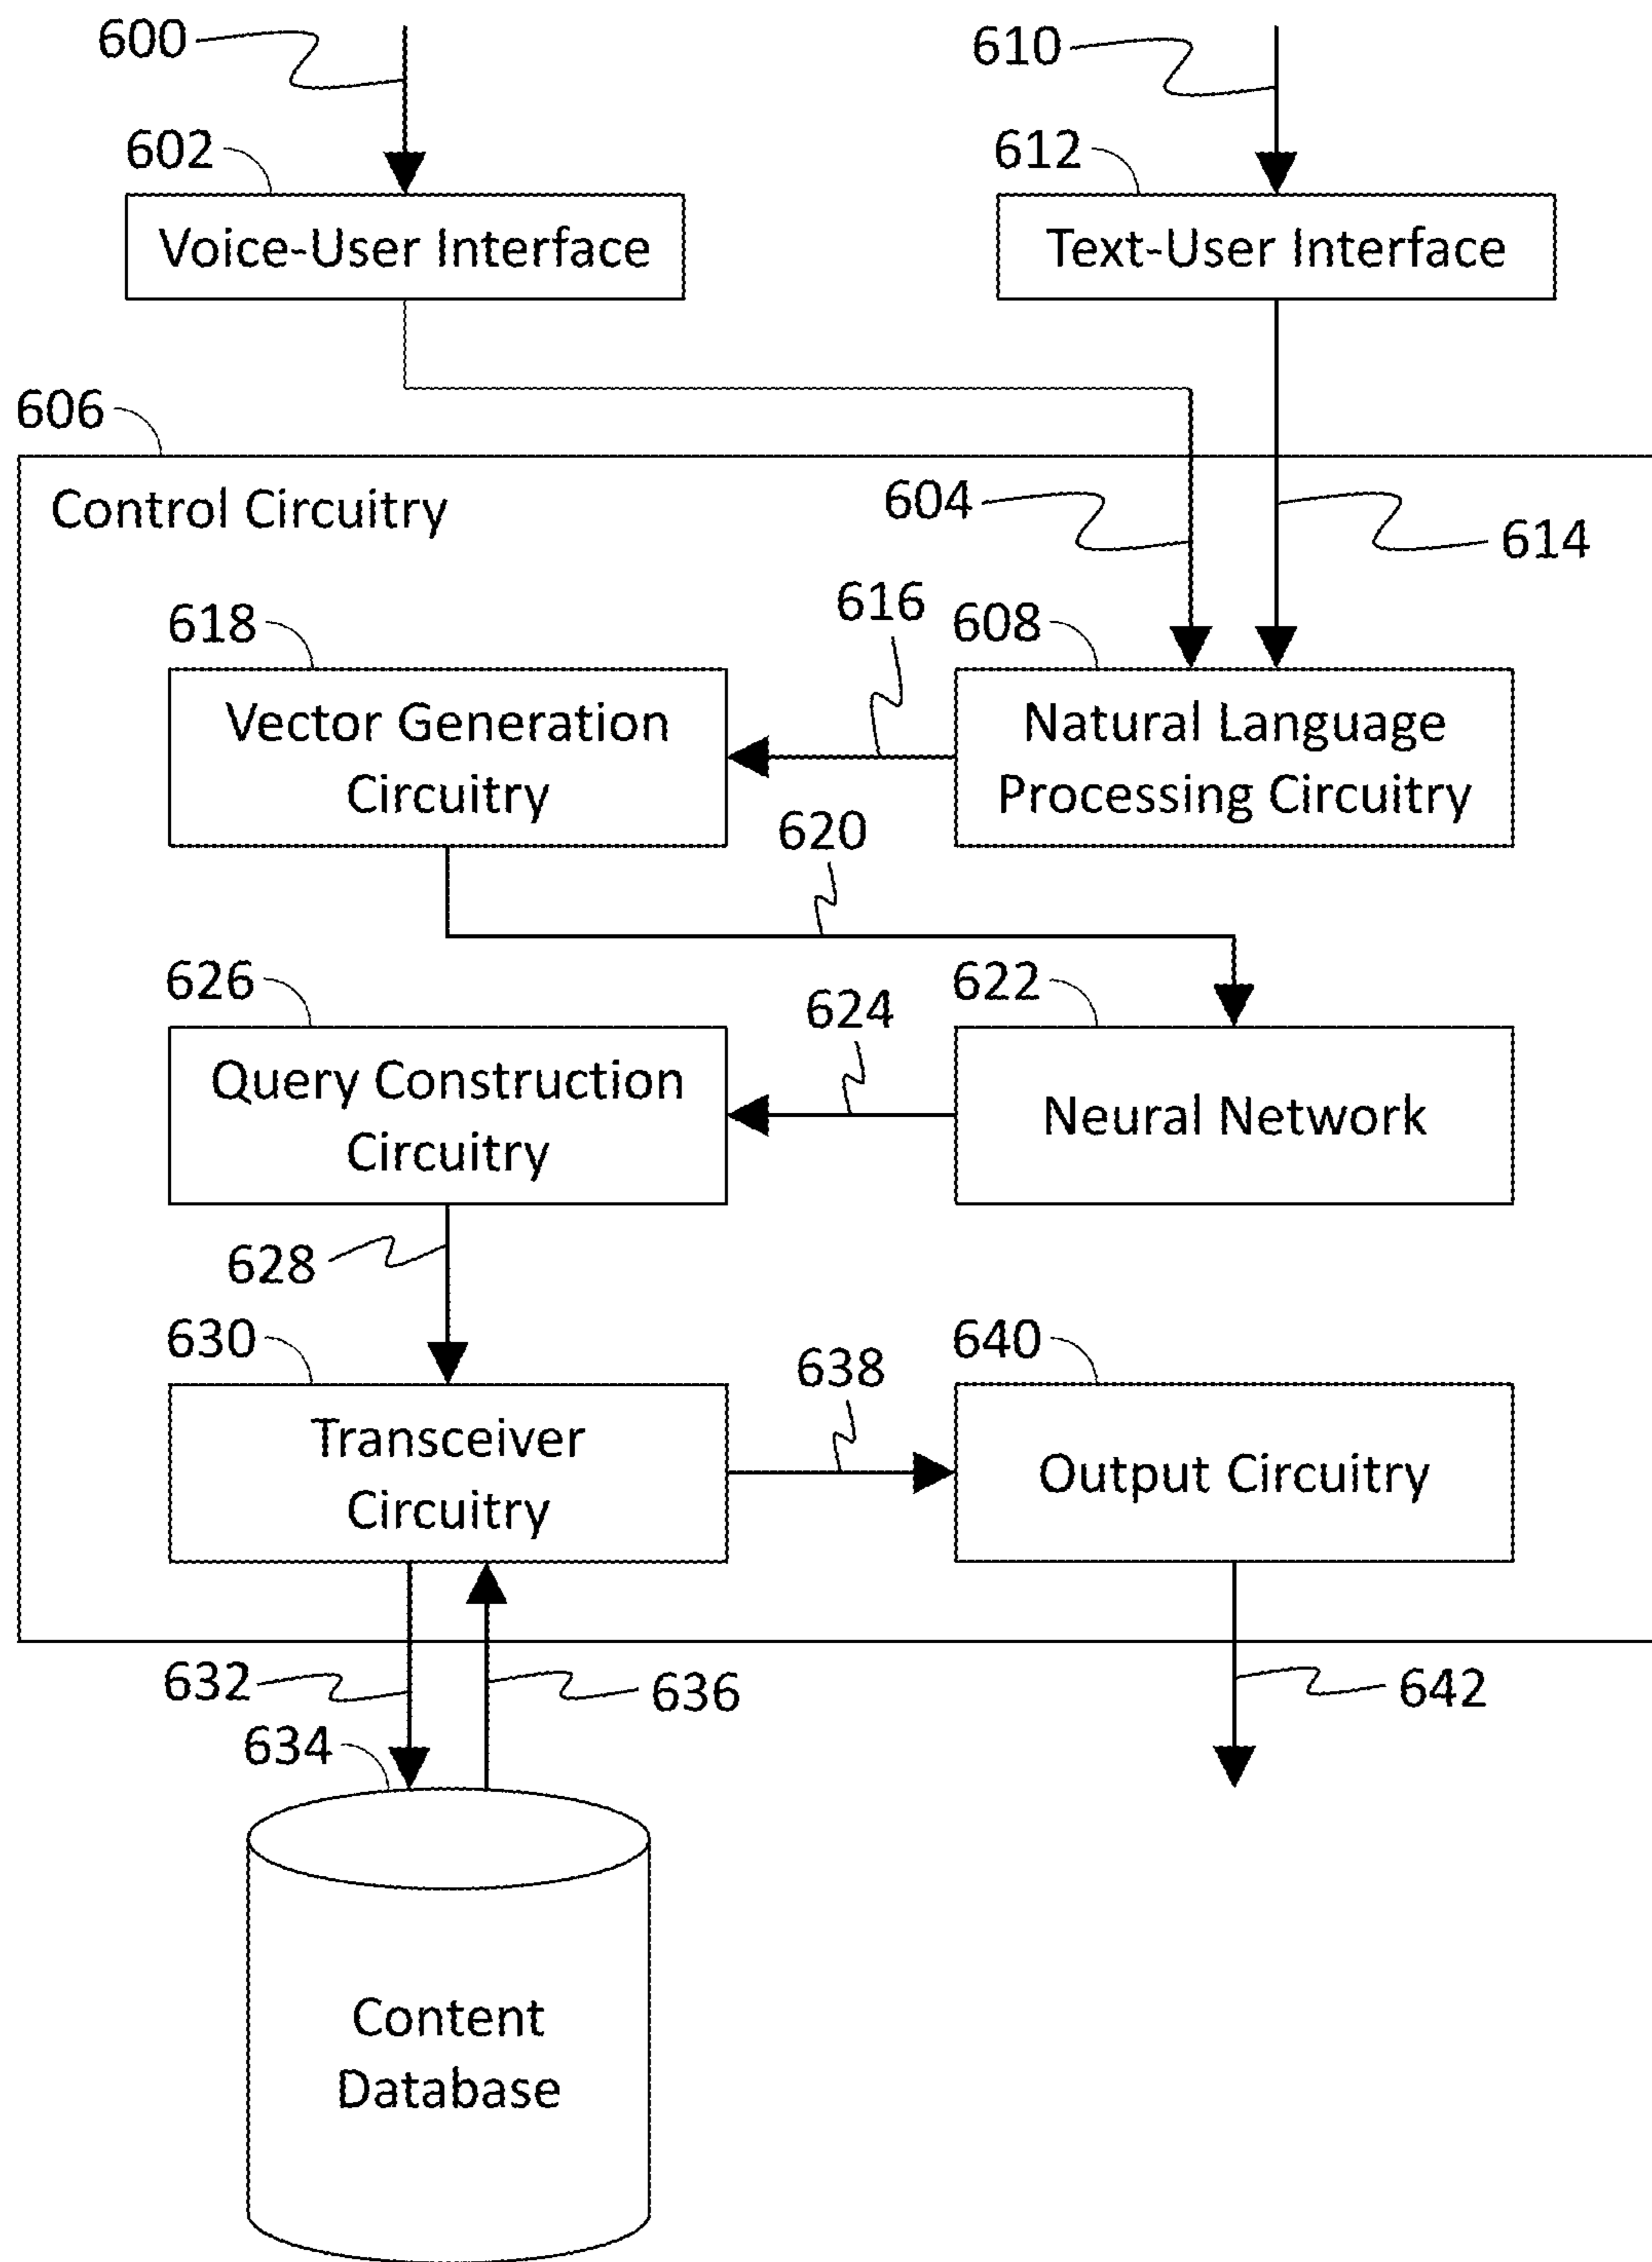 600
610
602
612
Voice-User Interface
Text-User Interface
606
Control Circuitry
604
614
616
618
608
Vector Generation
Circuitry
Natural Language
Processing Circuitry
620
626
624
622
Query Construction
Circuitry
Neural Network
628
630
638
640
Transceiver
Circuitry
Output Circuitry
632
636
642
634
Content
Database